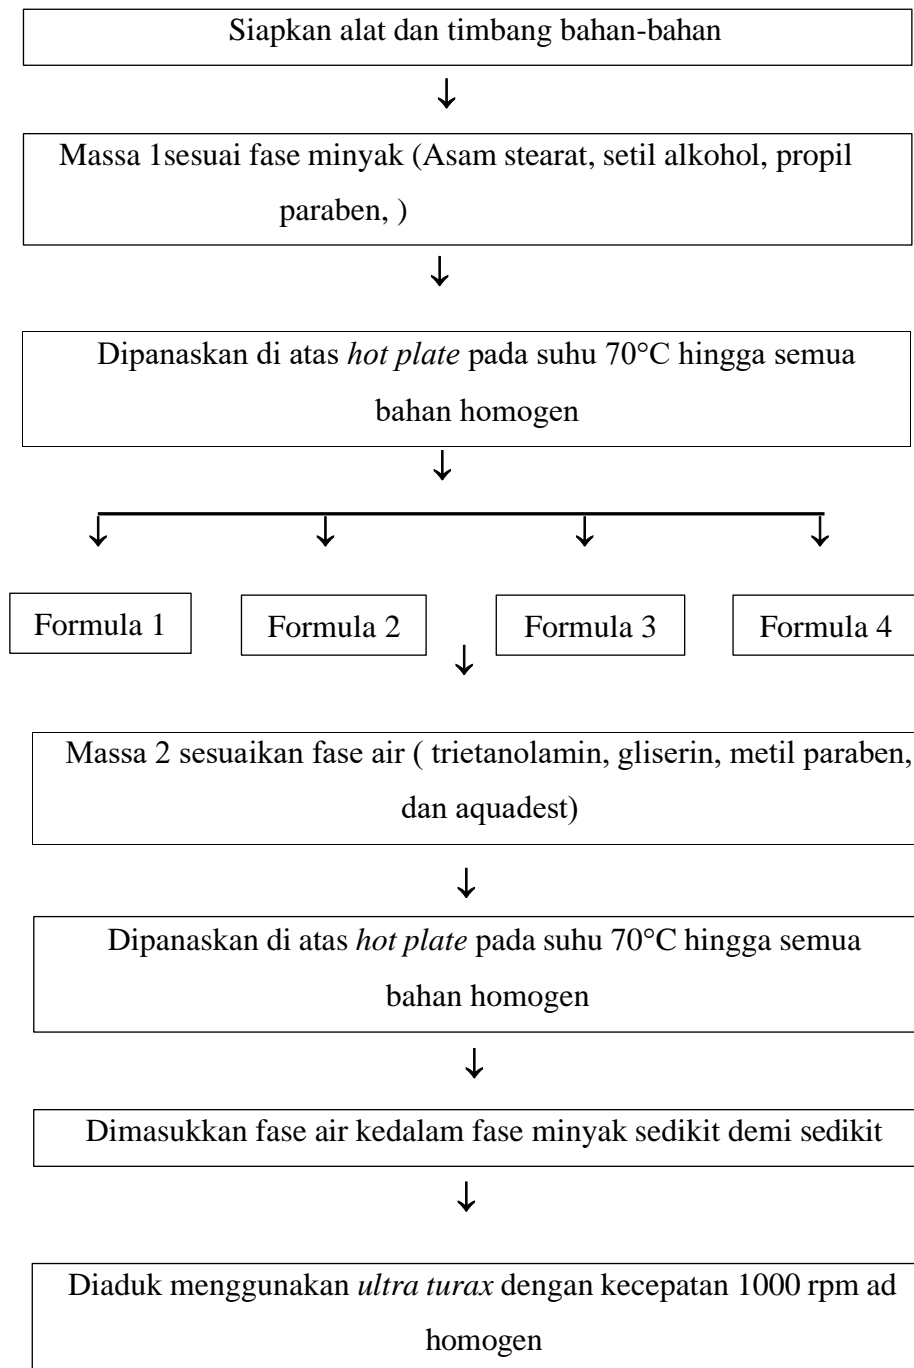 Siapkan alat dan timbang bahan-bahan
Massa 1sesuai fase minyak (Asam stearat, setil alkohol, propil
paraben, )
Dipanaskan di atas hot plate pada suhu 70°C hingga semua
bahan homogen
Formula 1
Formula 2
Formula 3
Formula 4
Massa 2 sesuaikan fase air ( trietanolamin, gliserin, metil paraben,
dan aquadest)
Dipanaskan di atas hot plate pada suhu 70°C hingga semua
bahan homogen
Dimasukkan fase air kedalam fase minyak sedikit demi sedikit
Diaduk menggunakan ultra turax dengan kecepatan 1000 rpm ad
homogen